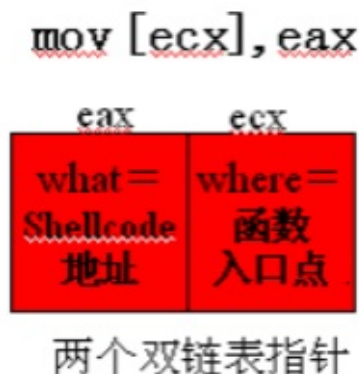 mov [ecx],eax
eax ecx
what＝ where＝
Shellcode 函数
地址 入口点
两个双链表指针